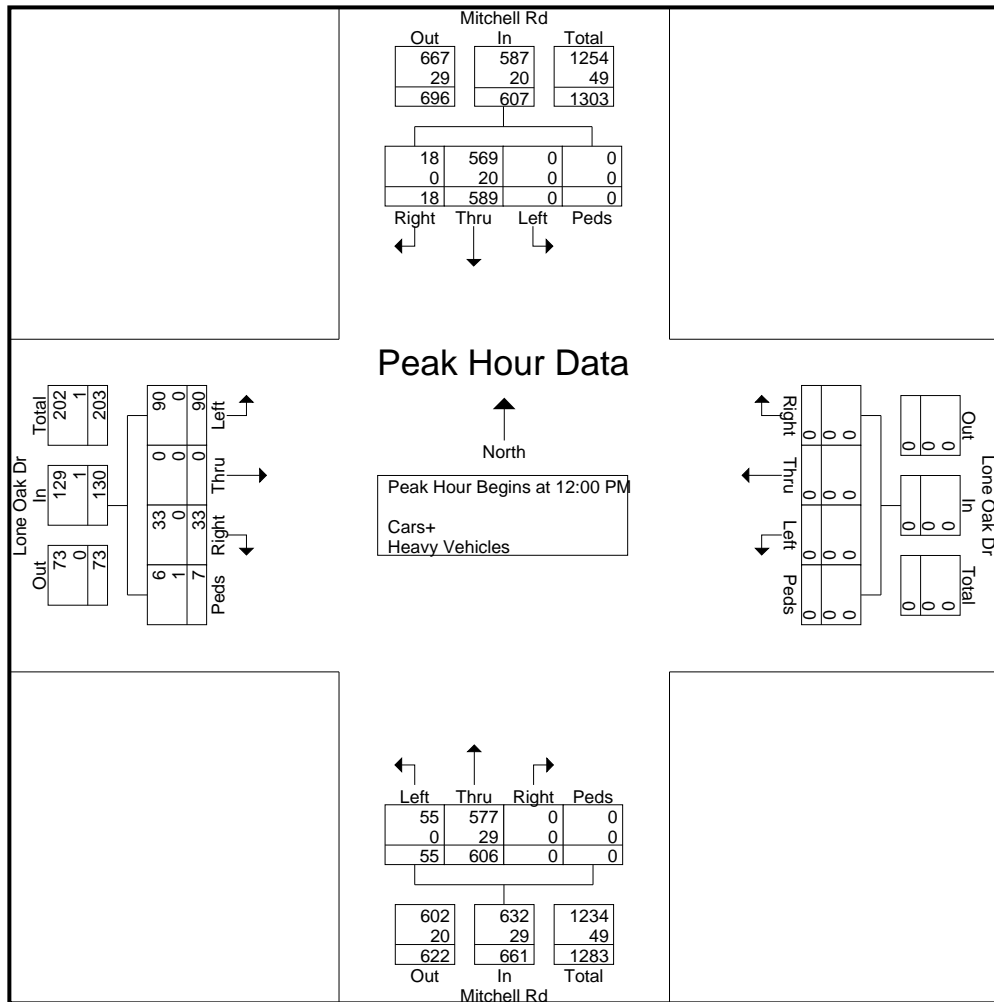 Mitchell Rd
Out In Total
667 587 1254
29 20 49
696 607 1303
18 569 0 0
0 20 0 0
18 589 0 0
Right Thru Left Peds
Peak Hour Data
North
Peak Hour Begins at 12:00 PM
Cars+
Heavy Vehicles
Lone Oak Dr
Out In Total
73 129 202
0 1 1
73 130 203
6 33 0 90
1 0 0 0
7 33 0 90
Peds Right Thru Left
Lone Oak Dr
Out In Total
0 0 0
0 0 0
0 0 0
Right Thru Left Peds
0 0 0 0
0 0 0 0
0 0 0 0
Left Thru Right Peds
55 577 0 0
0 29 0 0
55 606 0 0
602 632 1234
20 29 49
622 661 1283
Out In Total
Mitchell Rd